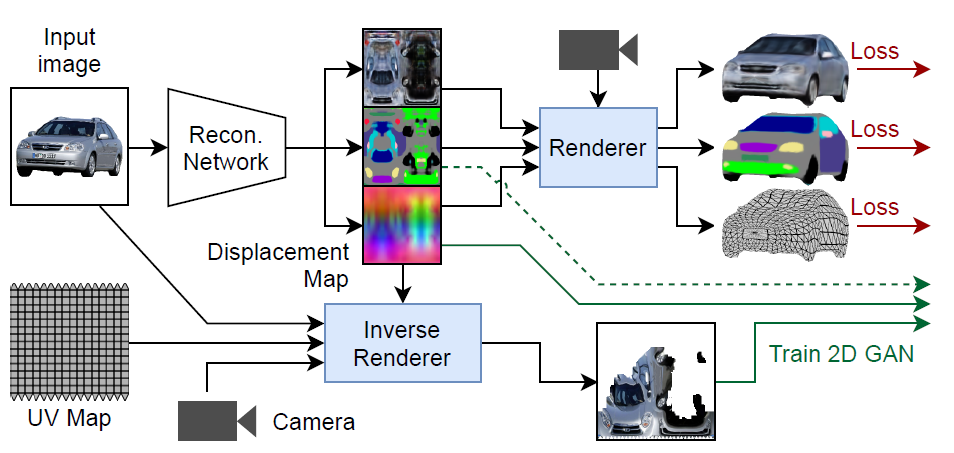 Input
image
Recon.
Network
Displacement
Map
Renderer
Loss
Loss
Loss
UV Map
Inverse
Renderer
Camera
Train 2D GAN